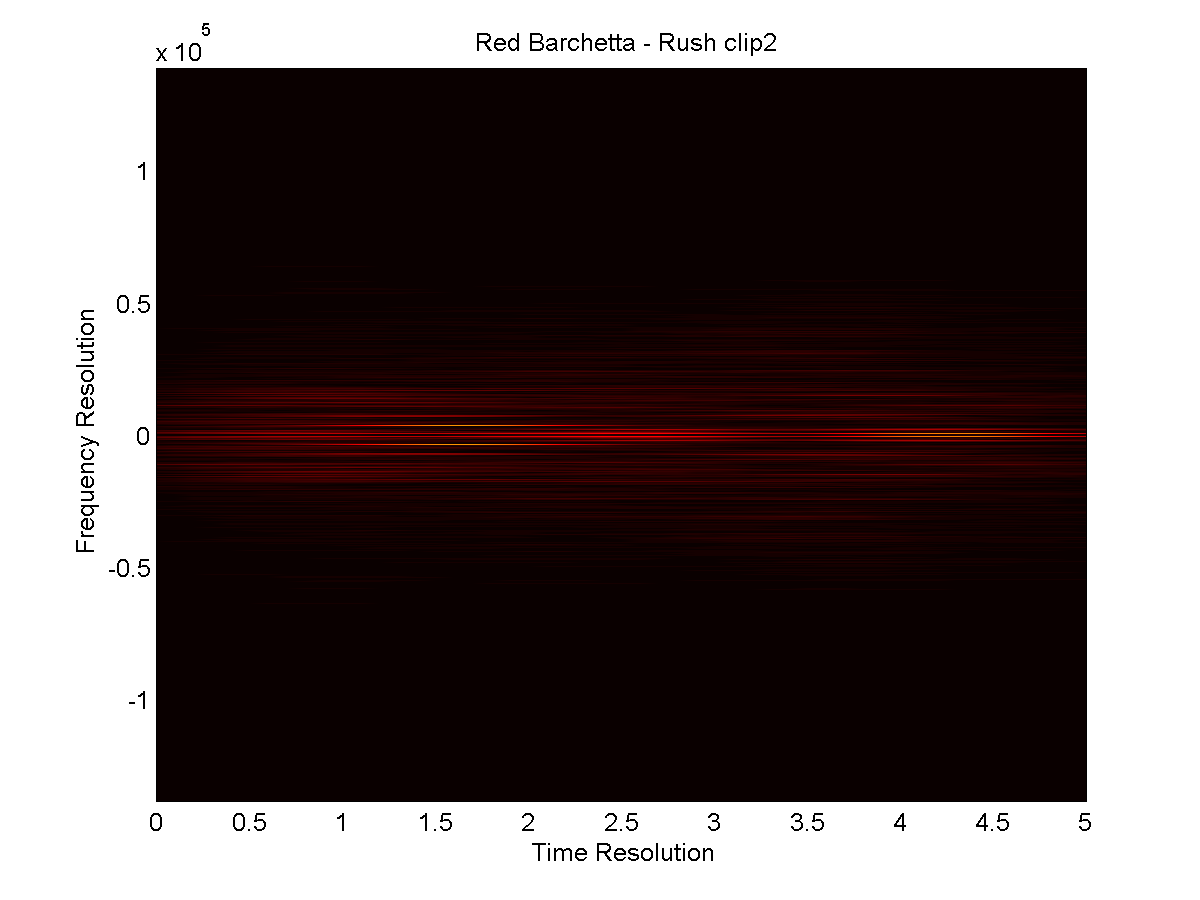 Red Barchetta - Rush clip2
x 10 5
1
0.5
0
-0.5
-1
Frequency Resolution
0 0.5 1 1.5 2 2.5 3 3.5 4 4.5 5
Time Resolution